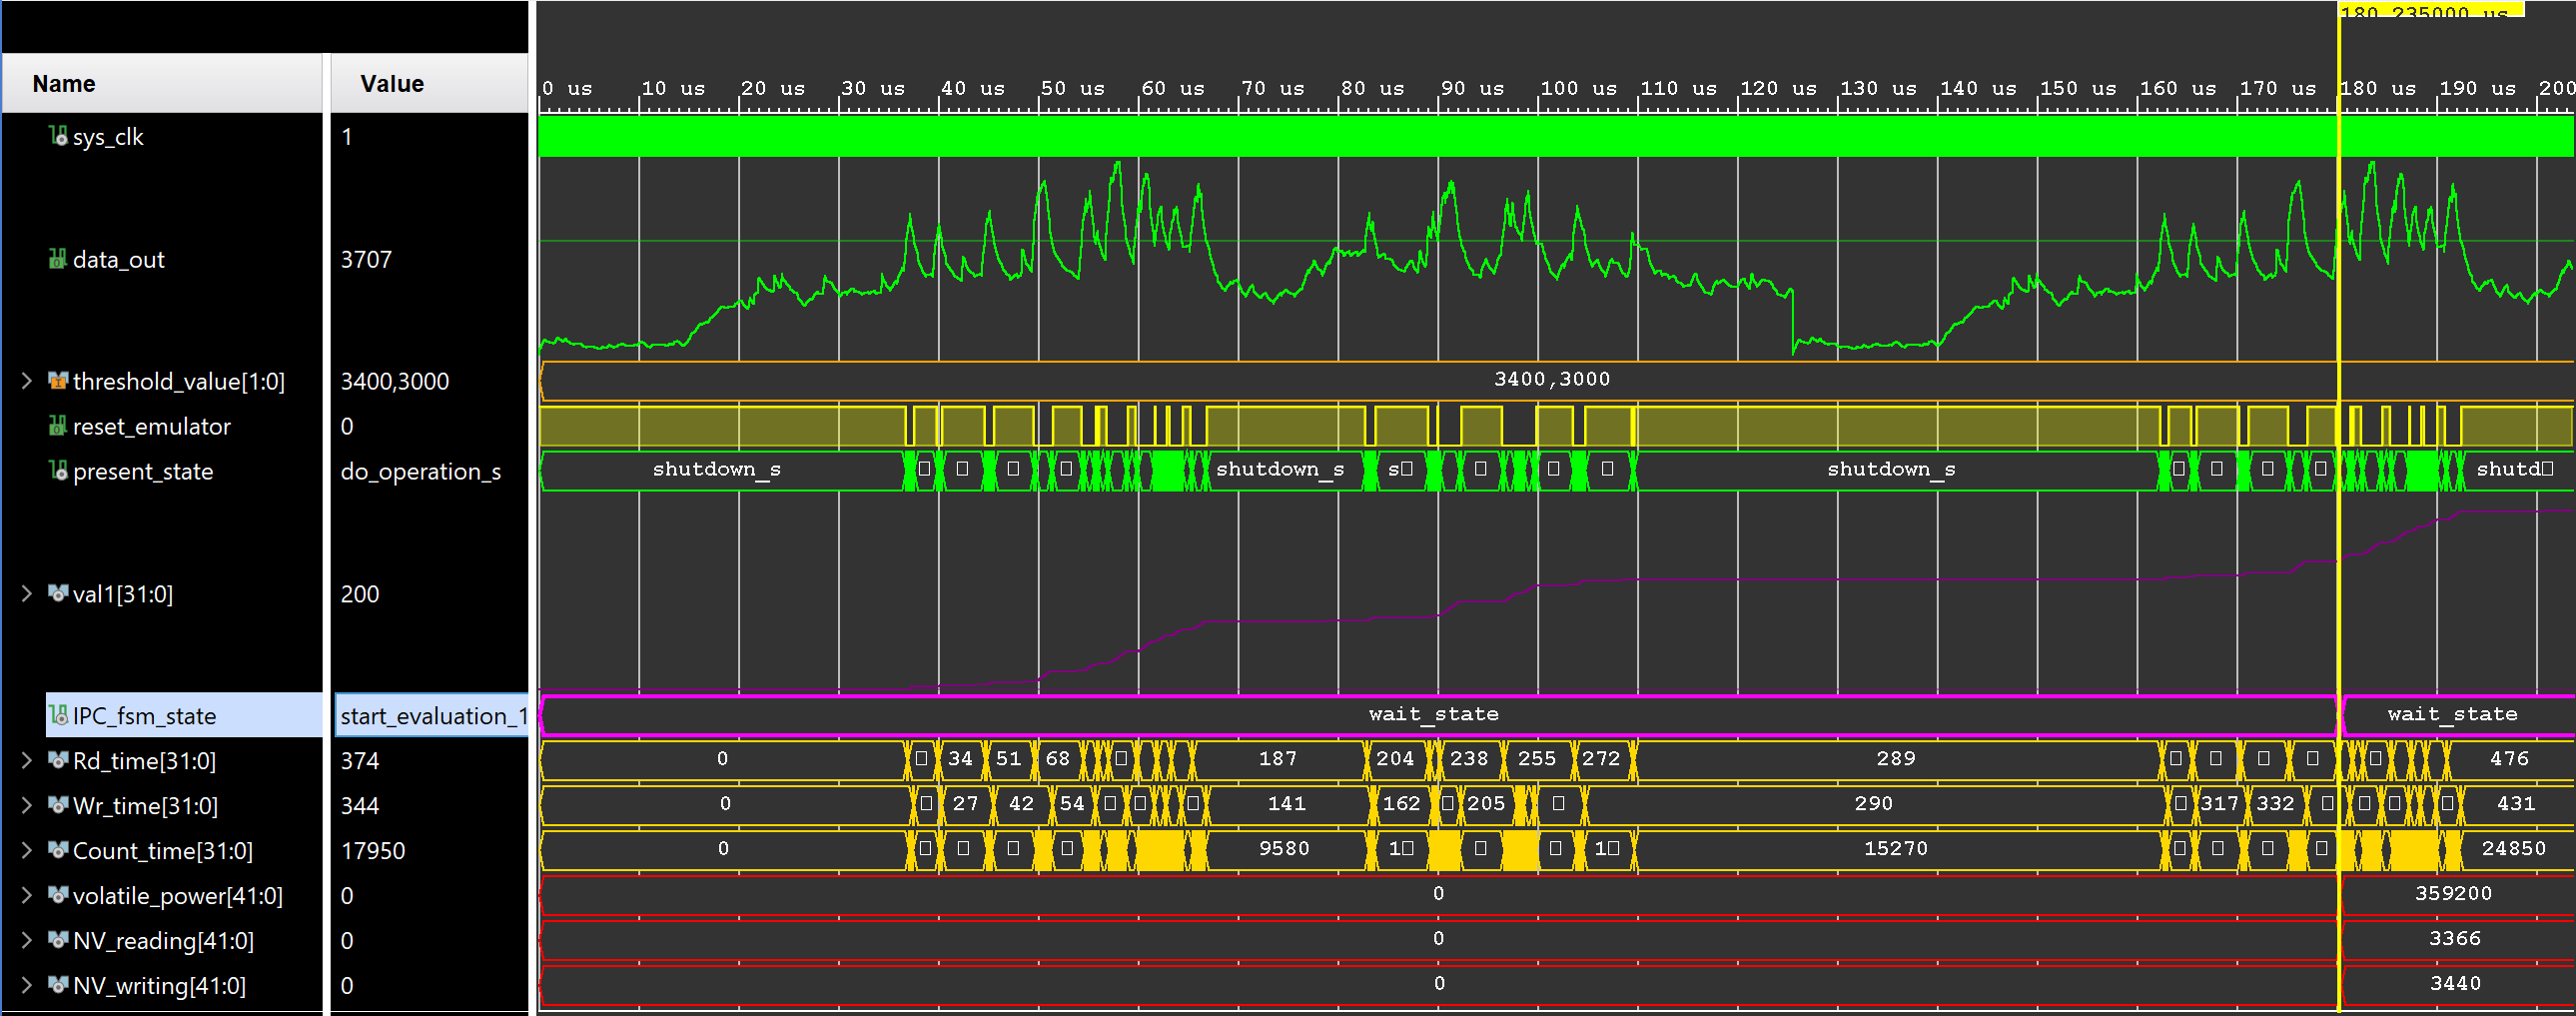 180.235000 us
Name Value
0 us 10 us 20 us 30 us 40 us 50 us 60 us 70 us 80 us 90 us 100 us 110 us 120 us 130 us 140 us 150 us 160 us 170 us 180 us 190 us 200
sys_clk 1
data_out 3707
threshold_value[1:0] 3400,3000 3400,3000
reset_emulator 0
present_state do_operation_s shutdown_s shutdown_s s shutdown_s shutd
val1[31:0] 200
IPC_fsm_state start_evaluation_1 wait_state wait_state
Rd_time[31:0] 374 0 34 51 68 187 204 238 255 272 289 476
Wr_time[31:0] 344 0 27 42 54 141 162 205 290 317 332 431
Count_time[31:0] 17950 0 9580 1 1 15270 24850
volatile_power[41:0] 0 0 359200
NV_reading[41:0] 0 0 3366
NV_writing[41:0] 0 0 3440